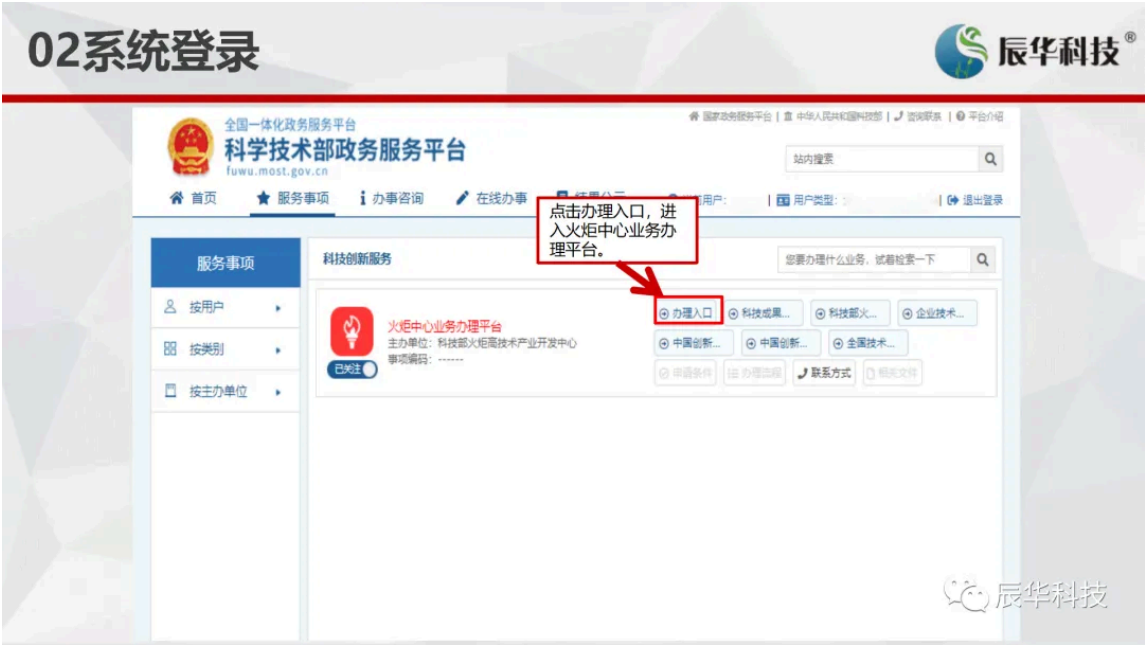 02系统登录
辰华科技®
全国一体化政务服务平台
科学技术部政务服务平台
fuwu.most.gov.cn
国家政务服务平台 | 中华人民共和国科技部 | 咨询联系 | 平台介绍
站内搜索
首页 服务事项 办事咨询 在线办事
用户: | 用户类型: | 退出登录
点击办理入口，进
入火炬中心业务办
理平台。
服务事项
按用户
按类别
按主办单位
科技创新服务
您要办理什么业务，试着检索一下
火炬中心业务办理平台
主办单位：科技部火炬高技术产业开发中心
事项编码：------
已关注
办理入口 科技成果... 科技部火... 企业技术...
中国创新... 中国创新... 全国技术...
申请条件 办理流程 联系方式 相关文件
辰华科技